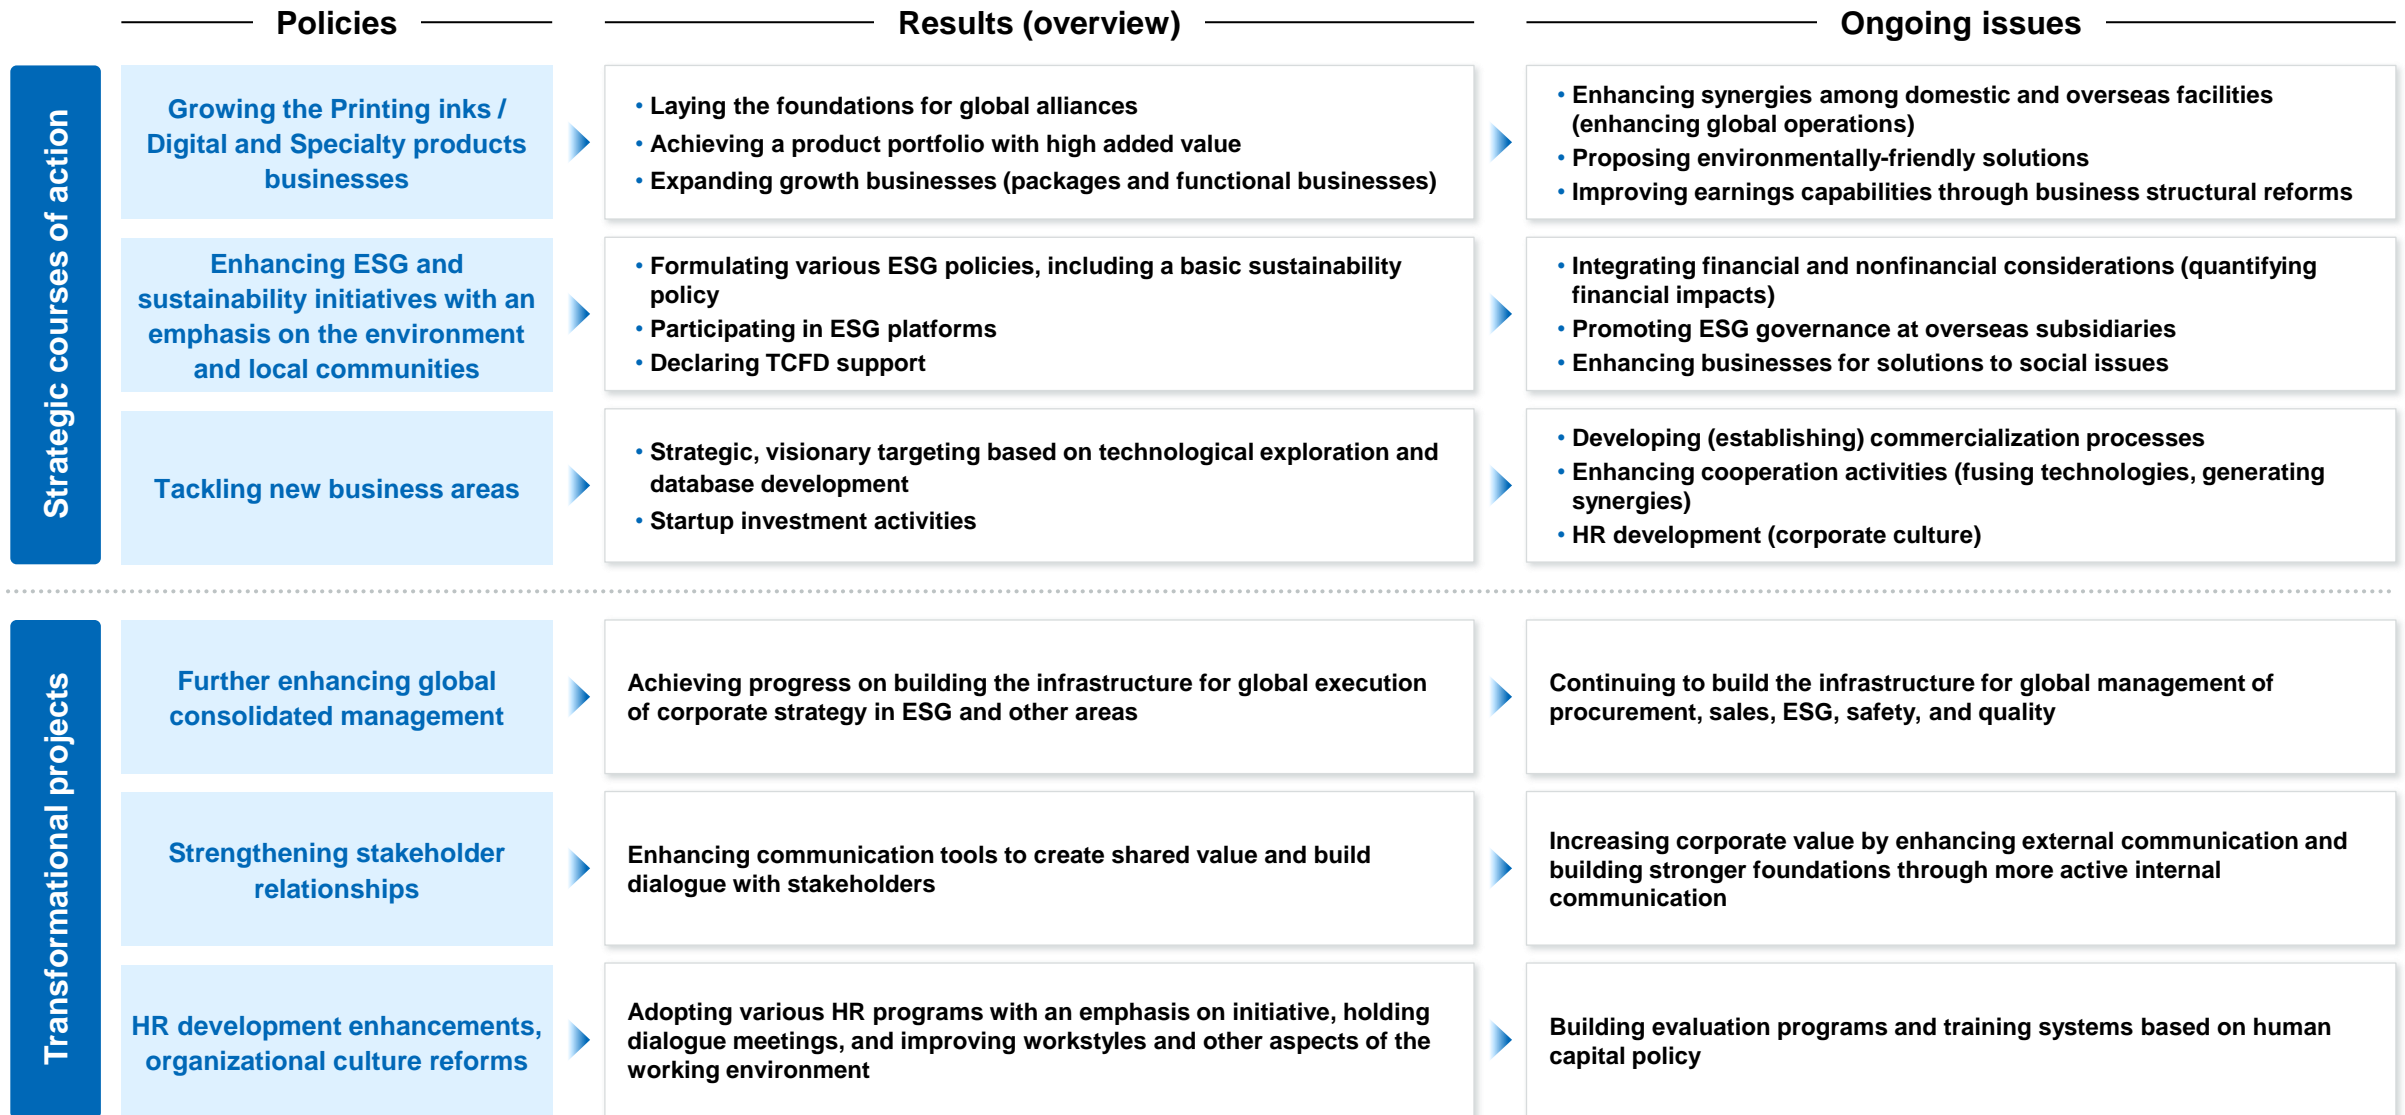 Policies
Results (overview)
Ongoing issues
Strategic courses of action
Growing the Printing inks /
Digital and Specialty products
businesses
• Laying the foundations for global alliances
• Achieving a product portfolio with high added value
• Expanding growth businesses (packages and functional businesses)
• Enhancing synergies among domestic and overseas facilities
(enhancing global operations)
• Proposing environmentally-friendly solutions
• Improving earnings capabilities through business structural reforms
Enhancing ESG and
sustainability initiatives with an
emphasis on the environment
and local communities
• Formulating various ESG policies, including a basic sustainability
policy
• Participating in ESG platforms
• Declaring TCFD support
• Integrating financial and nonfinancial considerations (quantifying
financial impacts)
• Promoting ESG governance at overseas subsidiaries
• Enhancing businesses for solutions to social issues
Tackling new business areas
• Strategic, visionary targeting based on technological exploration and
database development
• Startup investment activities
• Developing (establishing) commercialization processes
• Enhancing cooperation activities (fusing technologies, generating
synergies)
• HR development (corporate culture)
Transformational projects
Further enhancing global
consolidated management
Achieving progress on building the infrastructure for global execution
of corporate strategy in ESG and other areas
Continuing to build the infrastructure for global management of
procurement, sales, ESG, safety, and quality
Strengthening stakeholder
relationships
Enhancing communication tools to create shared value and build
dialogue with stakeholders
Increasing corporate value by enhancing external communication and
building stronger foundations through more active internal
communication
HR development enhancements,
organizational culture reforms
Adopting various HR programs with an emphasis on initiative, holding
dialogue meetings, and improving workstyles and other aspects of the
working environment
Building evaluation programs and training systems based on human
capital policy